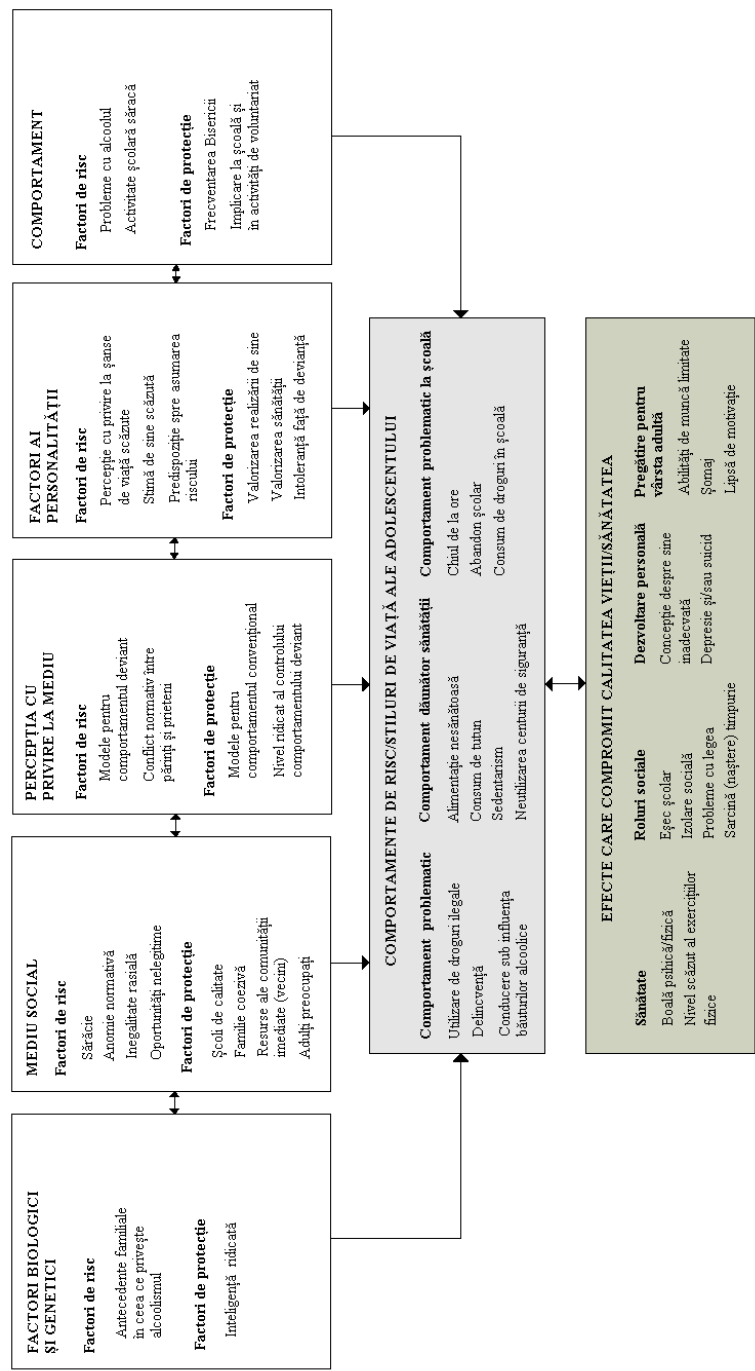 FACTORI BIOLOGICI
ȘI GENETICI
Factori de risc
Antecedente familiale
în ceea ce privește
alcoolismul
Factori de protecție
Inteligență ridicată
MEDIU SOCIAL
Factori de risc
Sărăcie
Anomie normativă
Inegalitate rasială
Oportunități nelegitime
Factori de protecție
Școli de calitate
Familie coezivă
Resurse ale comunității
imediate (vecini)
Adulți preocupați
PERCEPȚIA CU
PRIVIRE LA MEDIU
Factori de risc
Modele pentru
comportamentul deviant
Conflict normativ între
părinți și prieteni
Factori de protecție
Modele pentru
comportamentul convențional
Nivel ridicat al controlului
comportamentului deviant
FACTORI AI
PERSONALITĂȚII
Factori de risc
Percepție cu privire la șanse
de viață scăzute
Stimă de sine scăzută
Predispoziție spre asumarea
riscului
Factori de protecție
Valorizarea realizării de sine
Valorizarea sănătății
Intoleranță față de devianță
COMPORTAMENT
Factori de risc
Probleme cu alcoolul
Activitate școlară săracă
Factori de protecție
Frecventarea Bisericii
Implicare la școală și
în activități de voluntariat
COMPORTAMENTE DE RISC/STILURI DE VIAȚĂ ALE ADOLESCENTULUI
Comportament problematic
Utilizare de droguri ilegale
Delincvență
Conducere sub influența
băuturilor alcoolice
Comportament dăunător sănătății
Alimentație nesănătoasă
Consum de tutun
Sedentarism
Neutilizarea centurii de siguranță
Comportament problematic la școală
Chiul de la ore
Abandon școlar
Consum de droguri în școală
EFECTE CARE COMPROMIT CALITATEA VIEȚII/SĂNĂTATEA
Sănătate
Boală psihică/fizică
Nivel scăzut al exercițiilor
fizice
Roluri sociale
Eșec școlar
Izolare socială
Probleme cu legea
Sarcină (naștere) timpurie
Dezvoltare personală
Concepție despre sine
inadecvată
Depresie și/sau suicid
Pregătire pentru
vârsta adultă
Abilități de muncă limitate
Șomaj
Lipsă de motivație